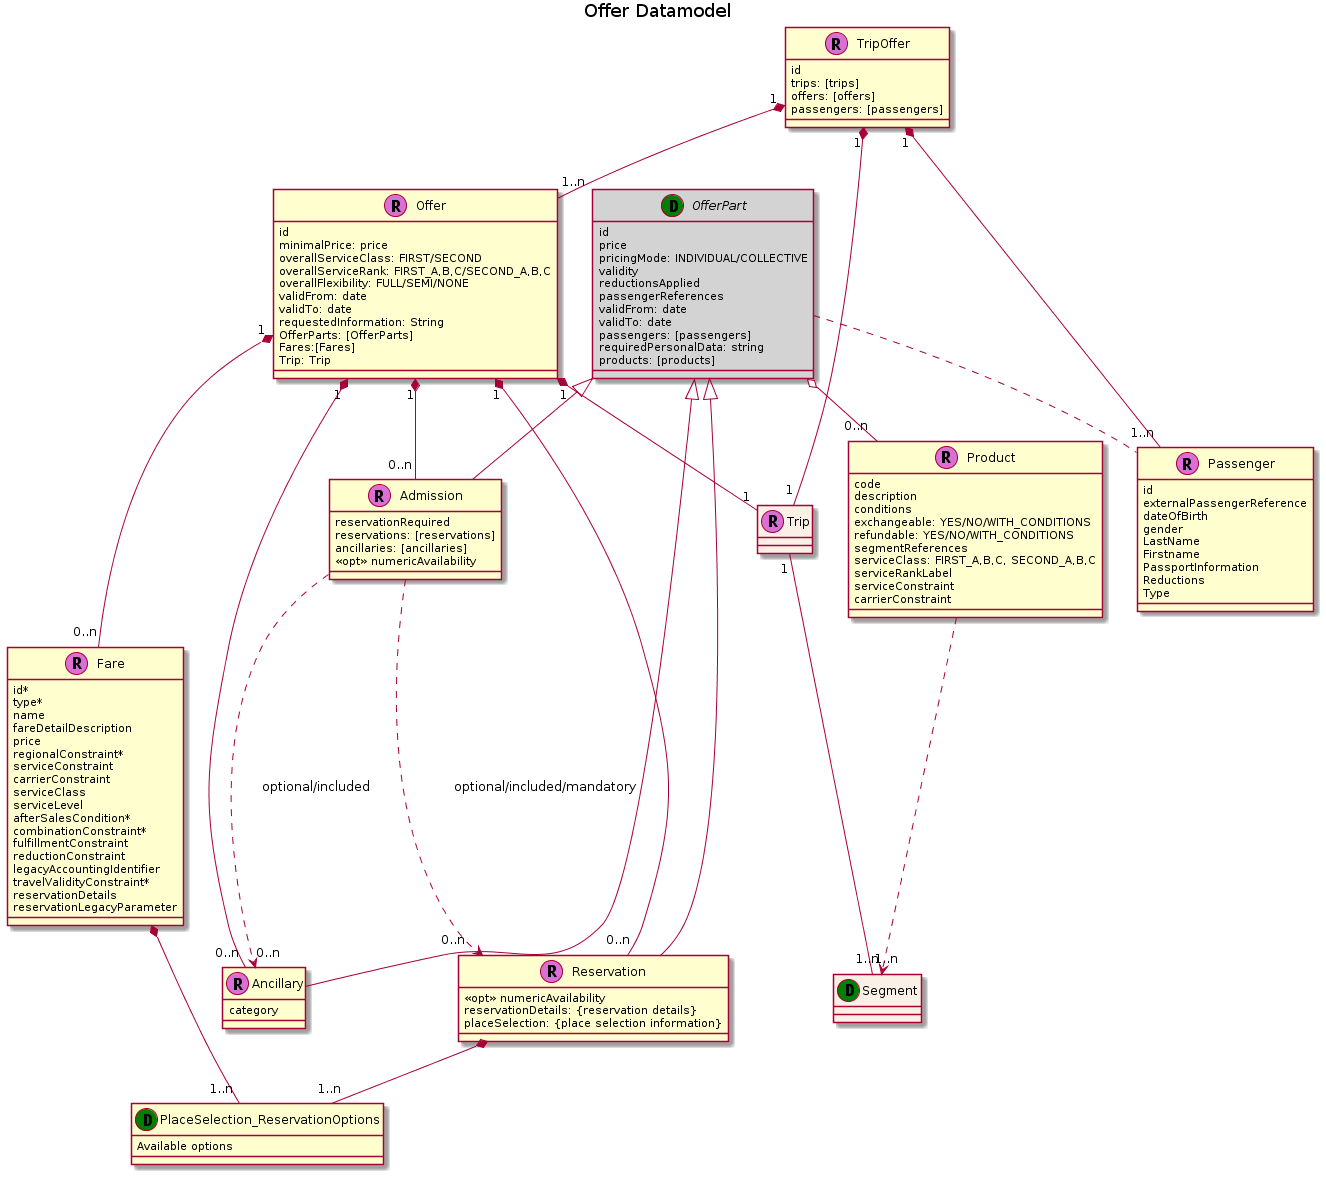 Offer Datamodel
R TripOffer
id
trips: [trips]
offers: [offers]
passengers: [passengers]
1
1
1
1..n
R Offer
id
minimalPrice: price
overallServiceClass: FIRST/SECOND
overallServiceRank: FIRST_A,B,C/SECOND_A,B,C
overallFlexibility: FULL/SEMI/NONE
validFrom: date
validTo: date
requestedInformation: String
OfferParts: [OfferParts]
Fares:[Fares]
Trip: Trip
D OfferPart
id
price
pricingMode: INDIVIDUAL/COLLECTIVE
validity
reductionsApplied
passengerReferences
validFrom: date
validTo: date
passengers: [passengers]
requiredPersonalData: string
products: [products]
1
1
1
1
1
0..n
1..n
0..n
1
1
R Admission
reservationRequired
reservations: [reservations]
ancillaries: [ancillaries]
«opt» numericAvailability
R Trip
1
R Product
code
description
conditions
exchangeable: YES/NO/WITH_CONDITIONS
refundable: YES/NO/WITH_CONDITIONS
segmentReferences
serviceClass: FIRST_A,B,C, SECOND_A,B,C
serviceRankLabel
serviceConstraint
carrierConstraint
R Passenger
id
externalPassengerReference
dateOfBirth
gender
LastName
Firstname
PassportInformation
Reductions
Type
0..n
R Fare
id*
type*
name
fareDetailDescription
price
regionalConstraint*
serviceConstraint
carrierConstraint
serviceClass
serviceLevel
afterSalesCondition*
combinationConstraint*
fulfillmentConstraint
reductionConstraint
legacyAccountingIdentifier
travelValidityConstraint*
reservationDetails
reservationLegacyParameter
optional/included
optional/included/mandatory
0..n
0..n
0..n
0..n
1..n
1..n
R Ancillary
category
R Reservation
«opt» numericAvailability
reservationDetails: {reservation details}
placeSelection: {place selection information}
D Segment
1..n
1..n
D PlaceSelection_ReservationOptions
Available options